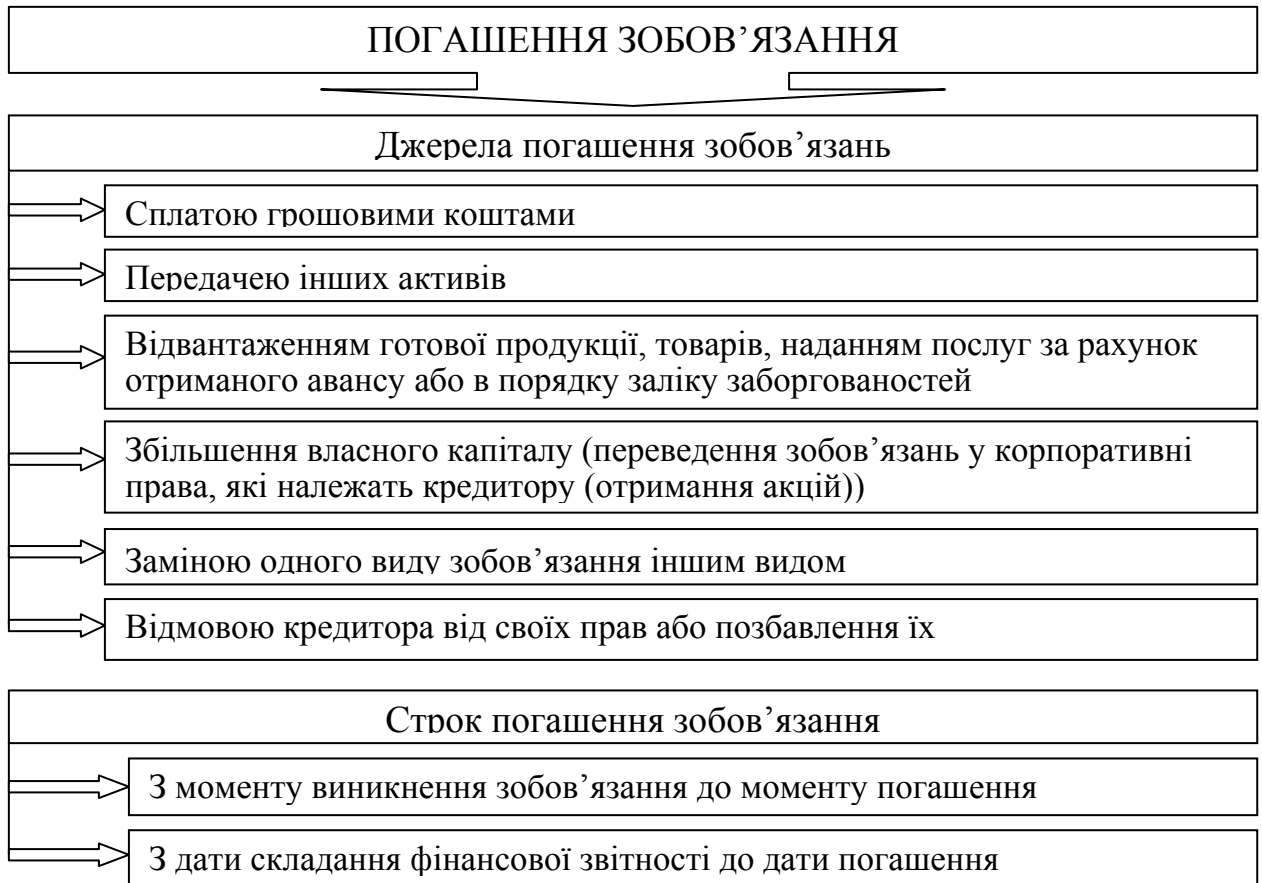 ПОГАШЕННЯ ЗОБОВ’ЯЗАННЯ
Джерела погашення зобов’язань
Сплатою грошовими коштами
Передачею інших активів
Відвантаженням готової продукції, товарів, наданням послуг за рахунок
отриманого авансу або в порядку заліку заборгованостей
Збільшення власного капіталу (переведення зобов’язань у корпоративні
права, які належать кредитору (отримання акцій))
Заміною одного виду зобов’язання іншим видом
Відмовою кредитора від своїх прав або позбавлення їх
Строк погашення зобов’язання
З моменту виникнення зобов’язання до моменту погашення
З дати складання фінансової звітності до дати погашення